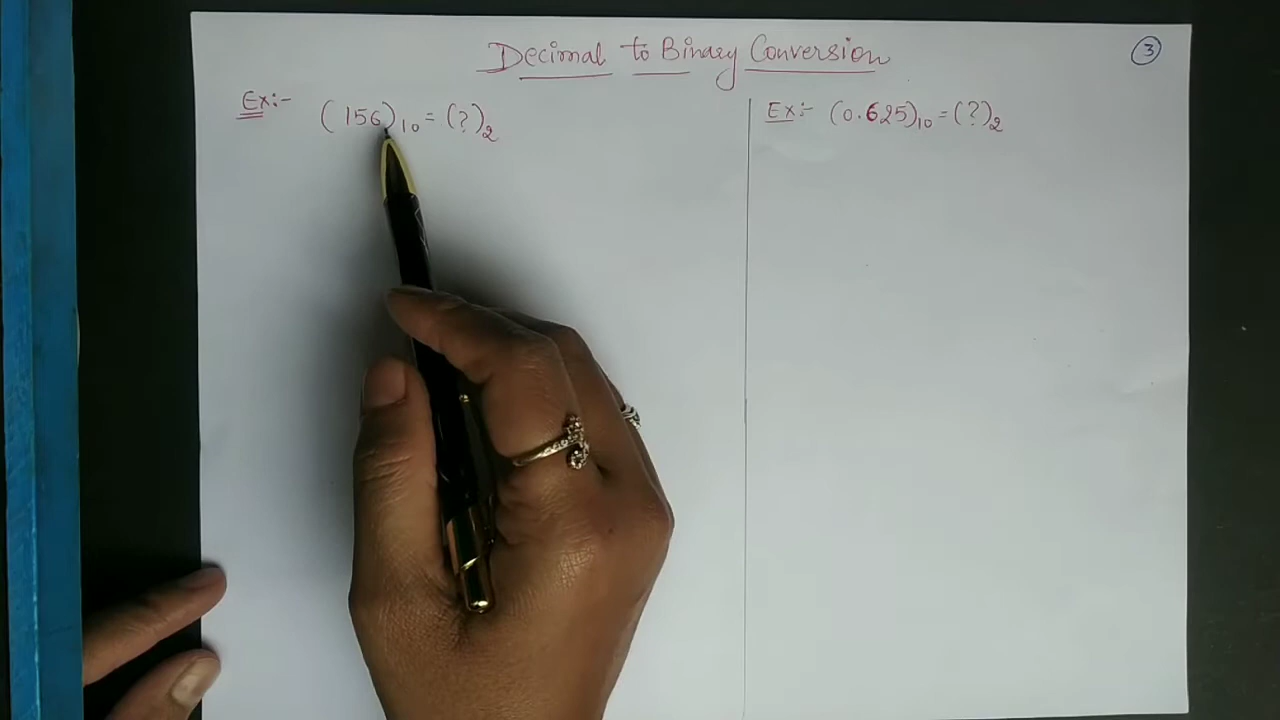 Decimal to Binary Conversion
3
Ex:- (156)10 = (?)2
Ex:- (0.625)10 = (?)2